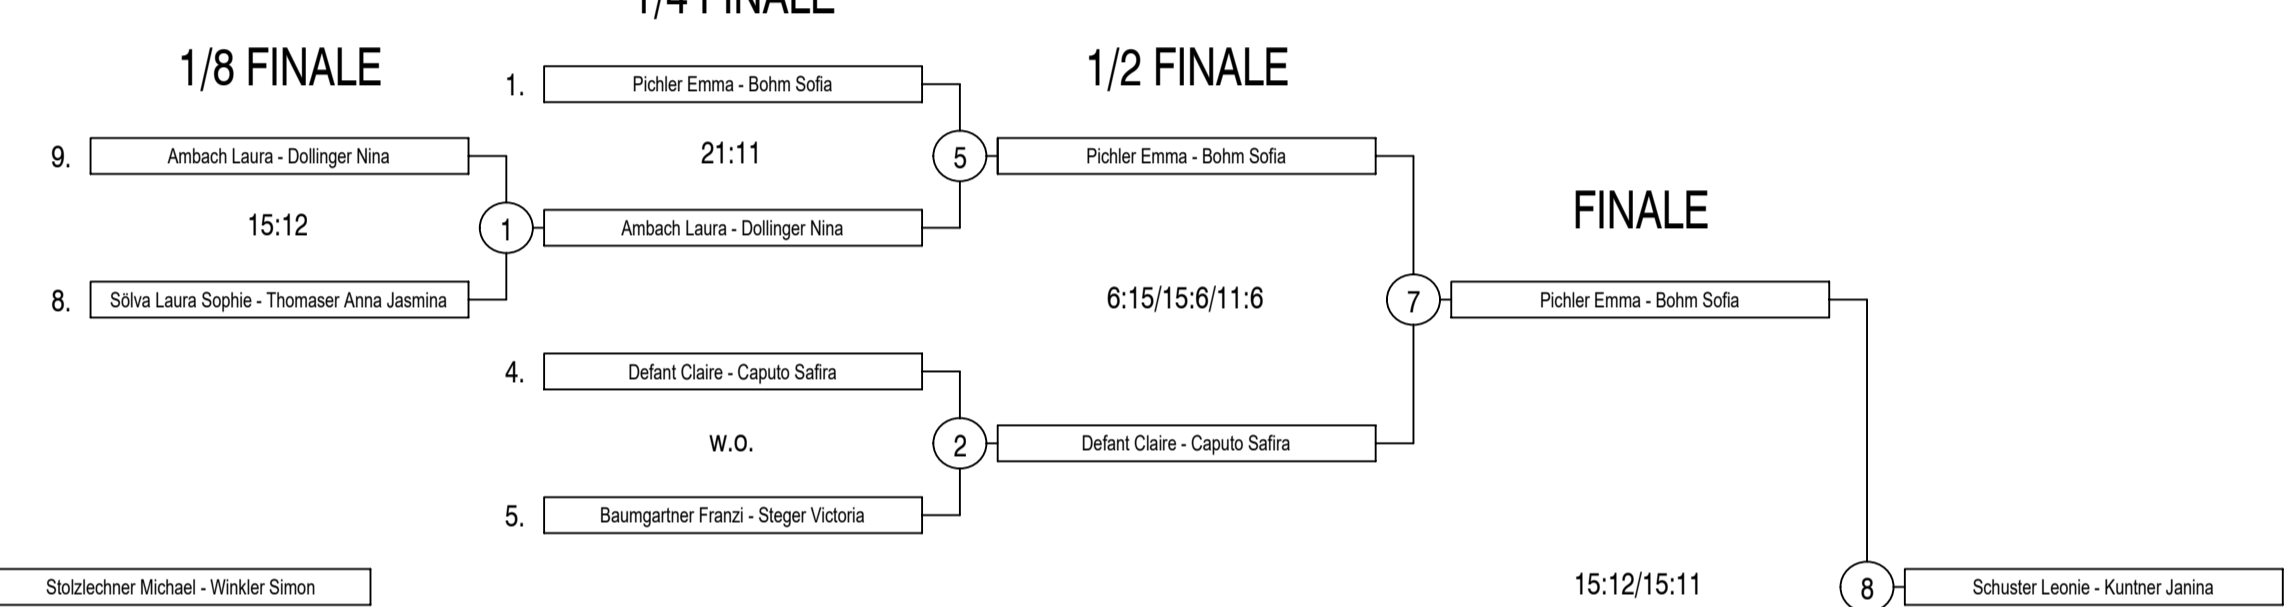 1/4 FINALE
1/8 FINALE
1/2 FINALE
1. Pichler Emma - Bohm Sofia
9. Ambach Laura - Dollinger Nina
21:11
5
Pichler Emma - Bohm Sofia
FINALE
15:12
1
Ambach Laura - Dollinger Nina
8. Sölva Laura Sophie - Thomaser Anna Jasmina
6:15/15:6/11:6
7
Pichler Emma - Bohm Sofia
4. Defant Claire - Caputo Safira
w.o.
2
Defant Claire - Caputo Safira
5. Baumgartner Franzi - Steger Victoria
Stolzlechner Michael - Winkler Simon
15:12/15:11
8
Schuster Leonie - Kuntner Janina